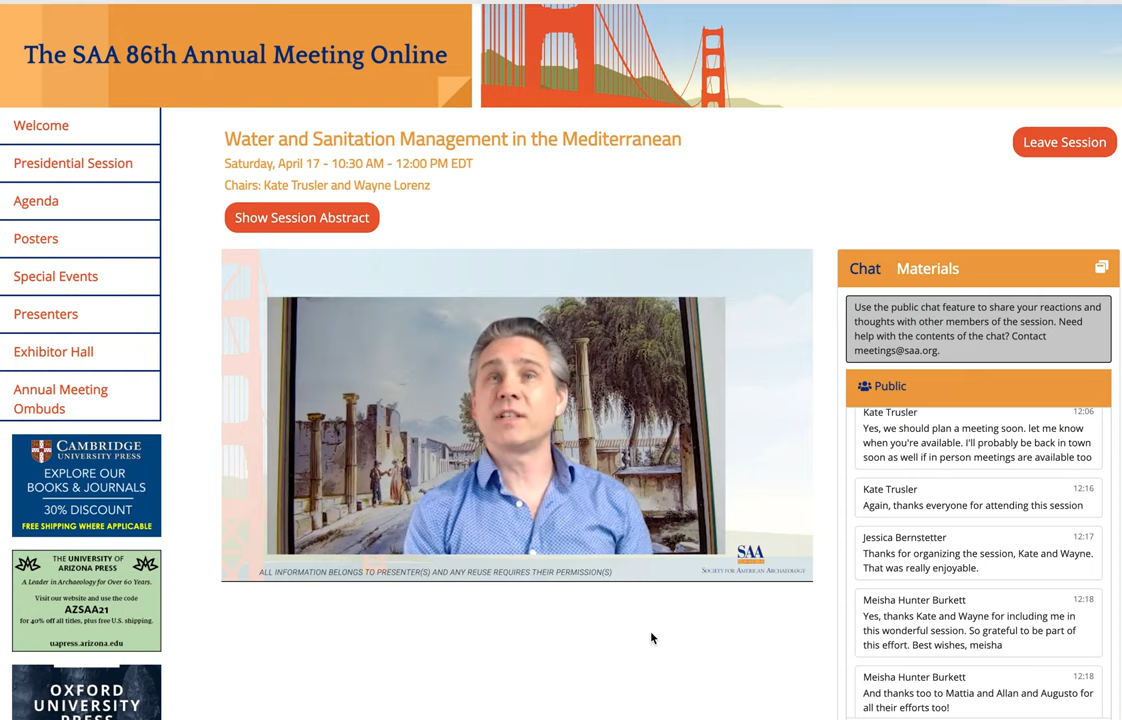 The SAA 86th Annual Meeting Online
Welcome
Presidential Session
Agenda
Posters
Special Events
Presenters
Exhibitor Hall
Annual Meeting
Ombuds
CAMBRIDGE
UNIVERSITY PRESS
EXPLORE OUR
BOOKS & JOURNALS
30% DISCOUNT
FREE SHIPPING WHERE APPLICABLE
THE UNIVERSITY OF
ARIZONA PRESS
A Leader in Archaeology for Over 60 Years.
Visit our website and use the code
AZSAA21
for 40% off all titles, plus free U.S. shipping.
uapress.arizona.edu
OXFORD
UNIVERSITY
PRESS
Water and Sanitation Management in the Mediterranean
Saturday, April 17 - 10:30 AM - 12:00 PM EDT
Chairs: Kate Trusler and Wayne Lorenz
Show Session Abstract
Leave Session
ALL INFORMATION BELONGS TO PRESENTER(S) AND ANY REUSE REQUIRES THEIR PERMISSION(S)
SAA
SOCIETY FOR AMERICAN ARCHAEOLOGY
Chat Materials
Use the public chat feature to share your reactions and
thoughts with other members of the session. Need
help with the contents of the chat? Contact
meetings@saa.org.
Public
Kate Trusler 12:06
Yes, we should plan a meeting soon. let me know
when you're available. I'll probably be back in town
soon as well if in person meetings are available too
Kate Trusler 12:16
Again, thanks everyone for attending this session
Jessica Bernstetter 12:17
Thanks for organizing the session, Kate and Wayne.
That was really enjoyable.
Meisha Hunter Burkett 12:18
Yes, thanks Kate and Wayne for including me in
this wonderful session. So grateful to be part of
this effort. Best wishes, meisha
Meisha Hunter Burkett 12:18
And thanks too to Mattia and Allan and Augusto for
all their efforts too!